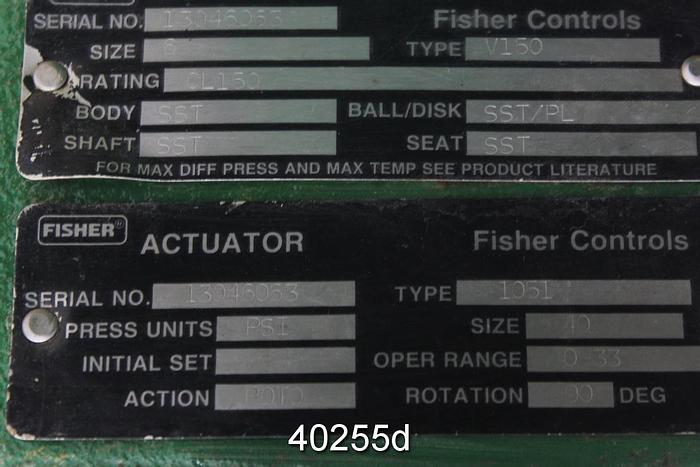 SERIAL NO. 13046063 Fisher Controls
SIZE 6 TYPE V150
RATING CL150
BODY SST BALL/DISK SST/PL
SHAFT SST SEAT SST
FOR MAX DIFF PRESS AND MAX TEMP SEE PRODUCT LITERATURE
FISHER® ACTUATOR Fisher Controls
SERIAL NO. 13046063 TYPE 1051
PRESS UNITS PSI SIZE 40
INITIAL SET OPER RANGE 0-33
ACTION ROTATION 90 DEG
40255d